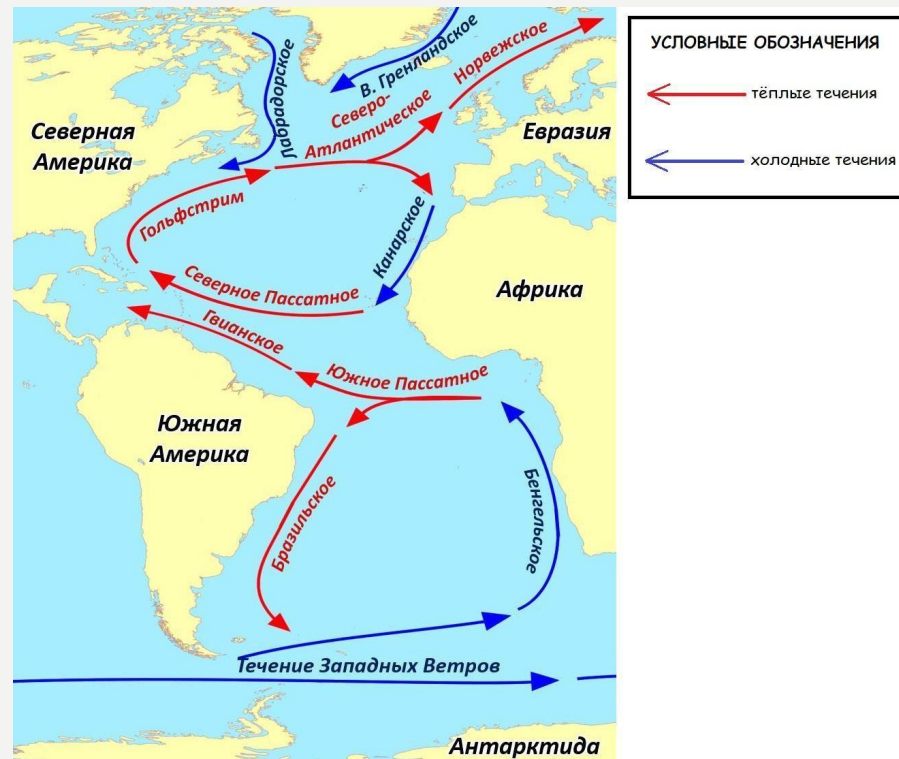 УСЛОВНЫЕ ОБОЗНАЧЕНИЯ
тёплые течения
холодные течения
Северная
Америка
Лабрадорское
В. Гренландское
Норвежское
Северо-
Атлантическое
Евразия
Гольфстрим
Канарское
Северное Пассатное
Африка
Гвианское
Южное Пассатное
Южная
Америка
Бразильское
Бенгельское
Течение Западных Ветров
Антарктида